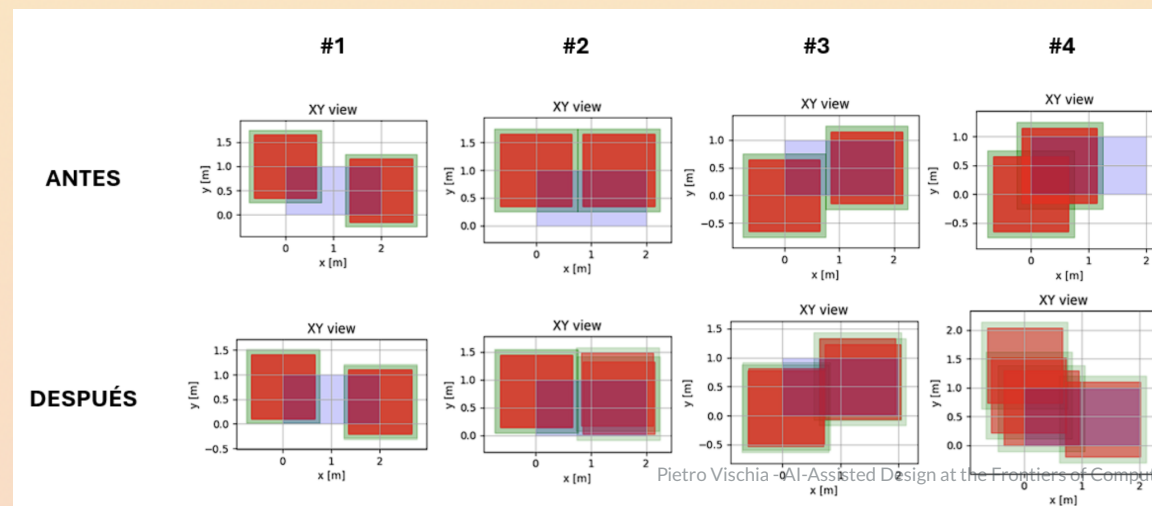 #1 #2 #3 #4
ANTES
XY view
1.5
1.0
0.5
0.0
y [m]
0 1 2
x [m]
XY view
1.5
1.0
0.5
0.0
y [m]
0 1 2
x [m]
XY view
1.0
0.5
0.0
−0.5
y [m]
0 1 2
x [m]
XY view
1.0
0.5
0.0
−0.5
y [m]
0 1 2
x [m]
DESPUÉS
XY view
1.5
1.0
0.5
0.0
−0.5
y [m]
0 1 2
x [m]
XY view
1.5
1.0
0.5
0.0
y [m]
0 1 2
x [m]
XY view
1.5
1.0
0.5
0.0
−0.5
y [m]
0 1 2
x [m]
XY view
2.0
1.5
1.0
0.5
0.0
y [m]
0 1 2
x [m]
Pietro Vischia - AI-Assisted Design at the Frontiers of Comput